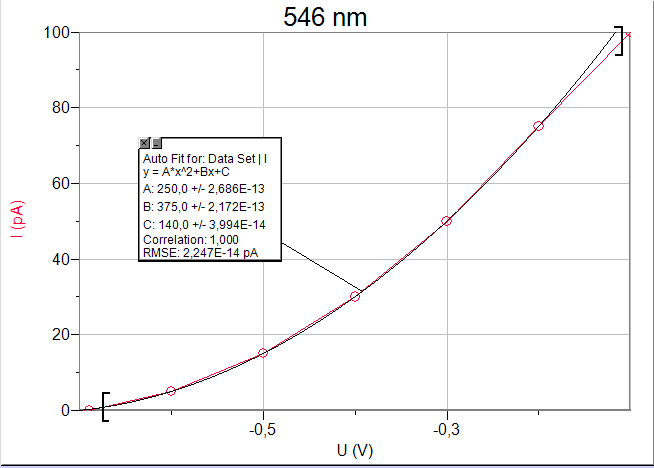 546 nm
100
80
60
40
20
0
I (pA)
Auto Fit for: Data Set | I
y = A*x^2+Bx+C
A: 250,0 +/- 2,686E-13
B: 375,0 +/- 2,172E-13
C: 140,0 +/- 3,994E-14
Correlation: 1,000
RMSE: 2,247E-14 pA
-0,5
-0,3
U (V)